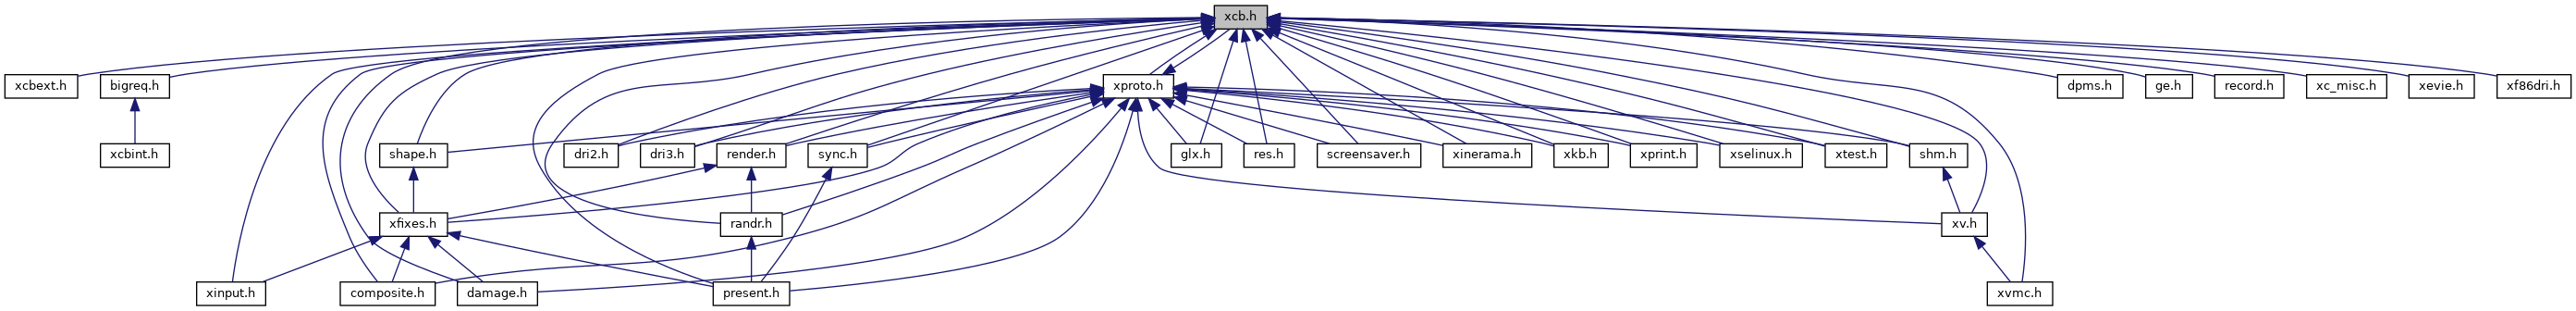 xcb.h
xcbext.h
bigreq.h
xproto.h
dpms.h
ge.h
record.h
xc_misc.h
xevie.h
xf86dri.h
xcbint.h
shape.h
dri2.h
dri3.h
render.h
sync.h
glx.h
res.h
screensaver.h
xinerama.h
xkb.h
xprint.h
xselinux.h
xtest.h
shm.h
xfixes.h
randr.h
xv.h
xinput.h
composite.h
damage.h
present.h
xvmc.h